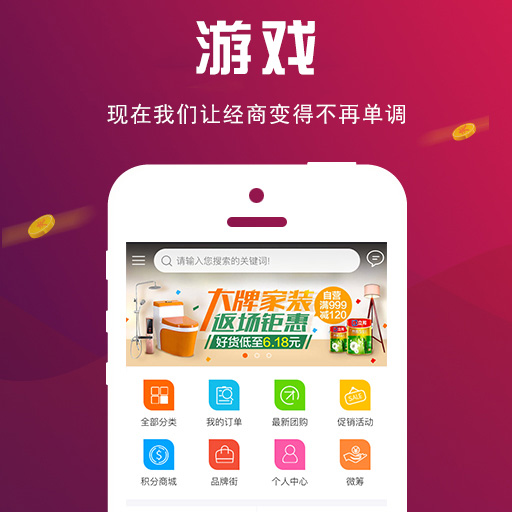 游戏
现在我们让经商变得不再单调
请输入您搜索的关键词!
大牌家装
返场钜惠
好货低至6.18元
自营
满999
减120
全部分类
我的订单
最新团购
促销活动
SALE
积分商城
品牌街
个人中心
微筹